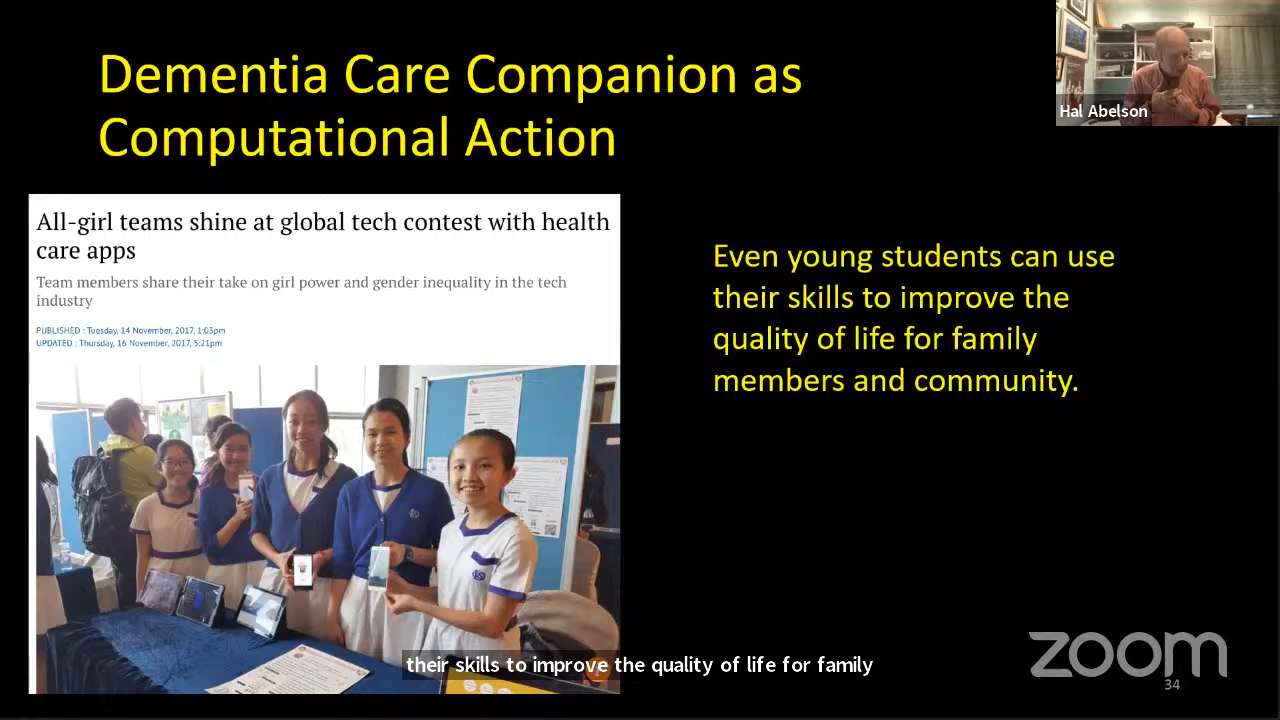 Dementia Care Companion as
Computational Action
Hal Abelson
All-girl teams shine at global tech contest with health
care apps
Team members share their take on girl power and gender inequality in the tech
industry
PUBLISHED : Tuesday, 14 November, 2017, 1:03pm
UPDATED : Thursday, 16 November, 2017, 5:21pm
Even young students can use
their skills to improve the
quality of life for family
members and community.
their skills to improve the quality of life for family
zoom
34